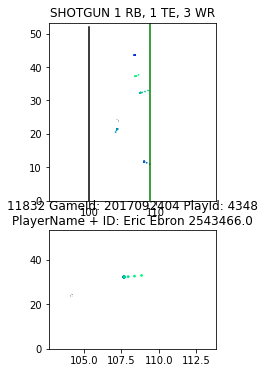 SHOTGUN 1 RB, 1 TE, 3 WR
50
40
30
20
10
0
100
110
11832 GameId: 2017092404 PlayId: 4348
PlayerName + ID: Eric Ebron 2543466.0
40
20
0
105.0 107.5 110.0 112.5